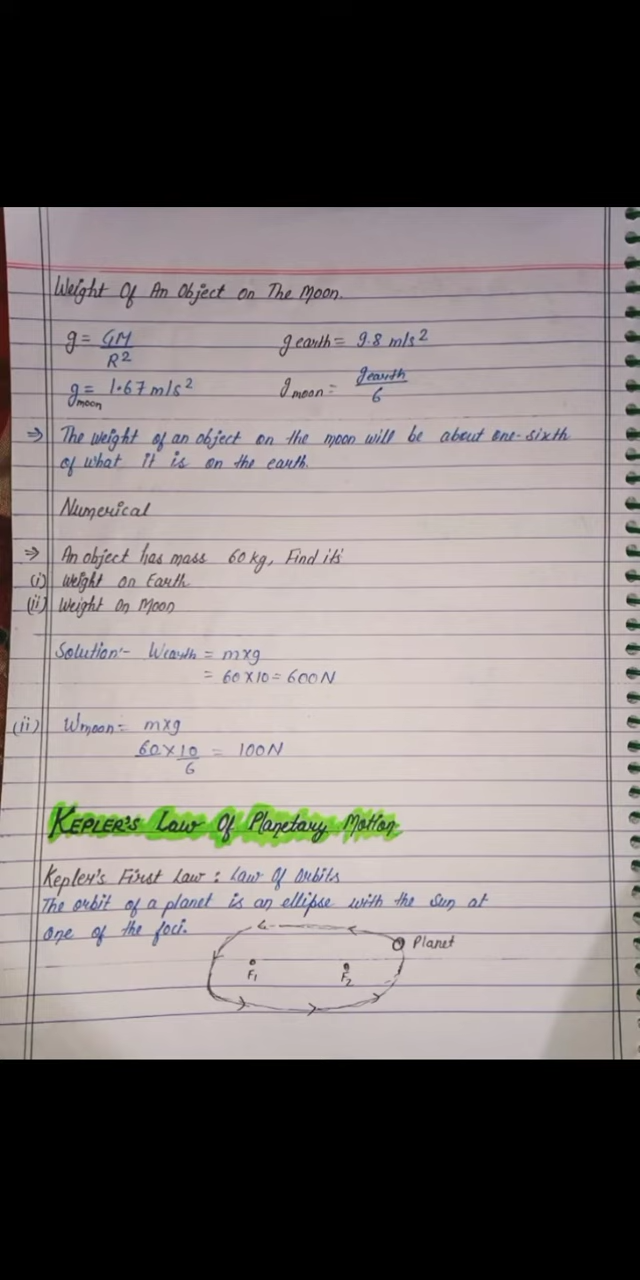 Weight Of An Object on The Moon.
g = GM/R² g earth = 9.8 m/s²
g moon = 1.67 m/s² g moon = g earth/6
⇒ The weight of an object on the moon will be about one-sixth
of what it is on the earth.
Numerical
⇒ An object has mass 60 kg, Find its
(i) Weight on Earth
(ii) Weight On Moon
Solution:- Wearth = m×g
= 60×10 = 600N
(ii) Wmoon = m×g
60×10/6 = 100N
KEPLER'S Law Of Planetary Motion
Kepler's First Law : Law Of Orbits
The orbit of a planet is an ellipse with the Sun at
one of the foci.
Planet
F₁ F₂